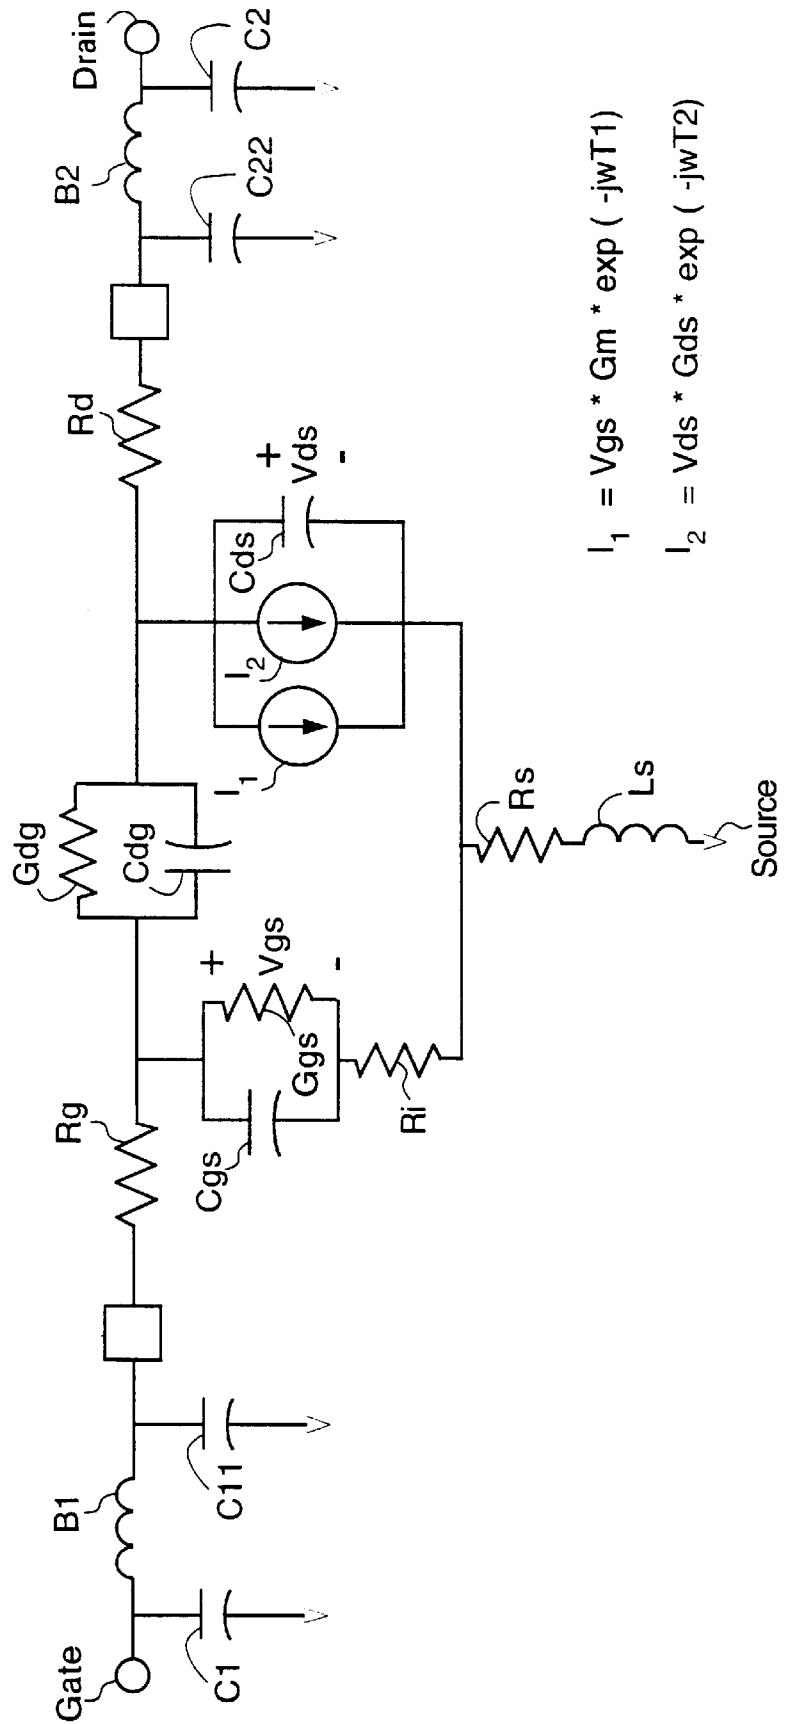 Gate
C1
B1
C11
Rg
Cgs
Ggs
+
Vgs
-
Ri
Gdg
Cdg
I1
I2
Cds
+
Vds
-
Rs
Ls
Source
Rd
B2
C22
C2
Drain
I1 = Vgs * Gm * exp ( -jwT1)
I2 = Vds * Gds * exp ( -jwT2)